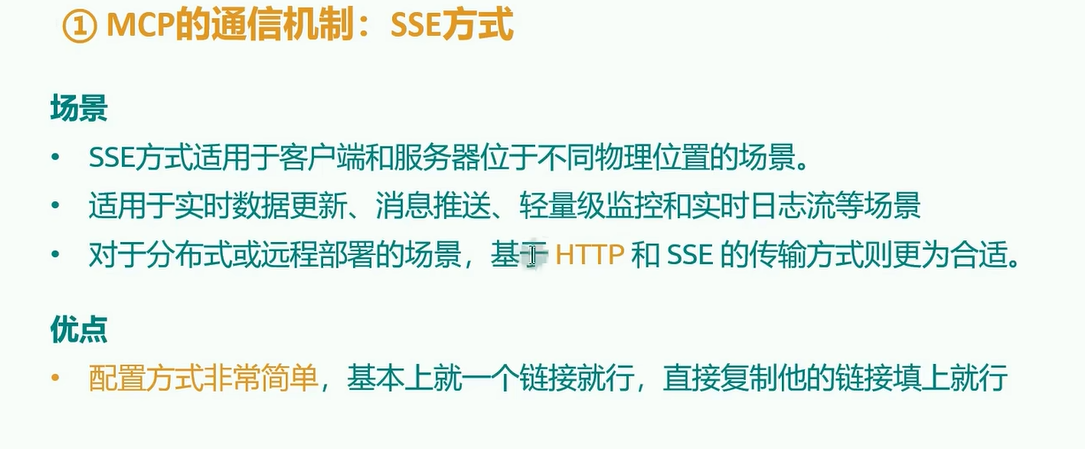 ① MCP的通信机制：SSE方式
场景
• SSE方式适用于客户端和服务器位于不同物理位置的场景。
• 适用于实时数据更新、消息推送、轻量级监控和实时日志流等场景
• 对于分布式或远程部署的场景，基于 HTTP 和 SSE 的传输方式则更为合适。
优点
• 配置方式非常简单，基本上就一个链接就行，直接复制他的链接填上就行